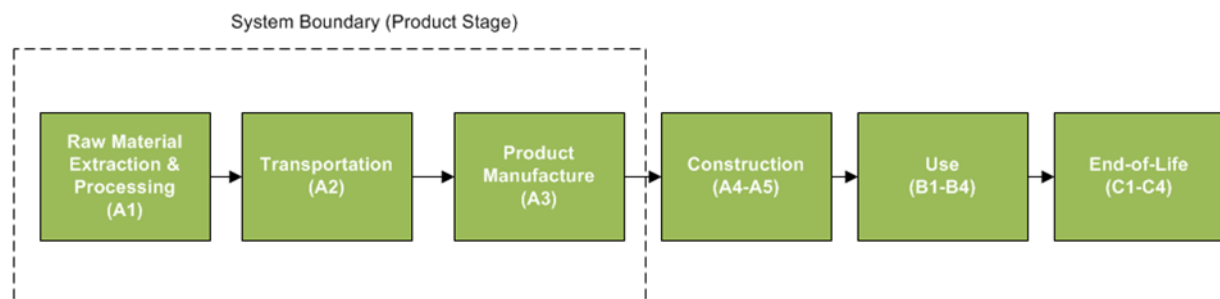 System Boundary (Product Stage)
Raw Material
Extraction &
Processing
(A1)
Transportation
(A2)
Product
Manufacture
(A3)
Construction
(A4-A5)
Use
(B1-B4)
End-of-Life
(C1-C4)